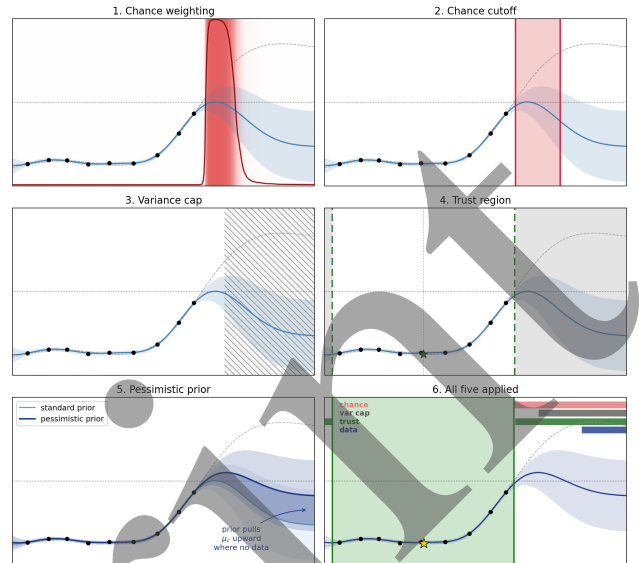 1. Chance weighting
2. Chance cutoff
3. Variance cap
4. Trust region
5. Pessimistic prior
6. All five applied
standard prior
pessimistic prior
chance
var cap
trust
data
prior pulls
μc upward
where no data